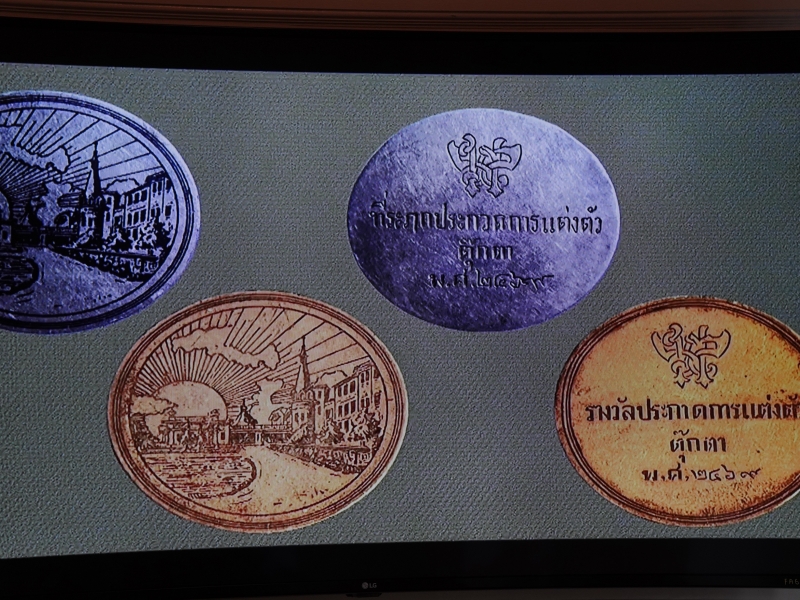 ที่ระฦกประกวดการแต่งตัว
ตุ๊กตา
พ.ศ.๒๔๖๙
รางวัลประกวดการแต่งตัว
ตุ๊กตา
พ.ศ.๒๔๖๙
LG